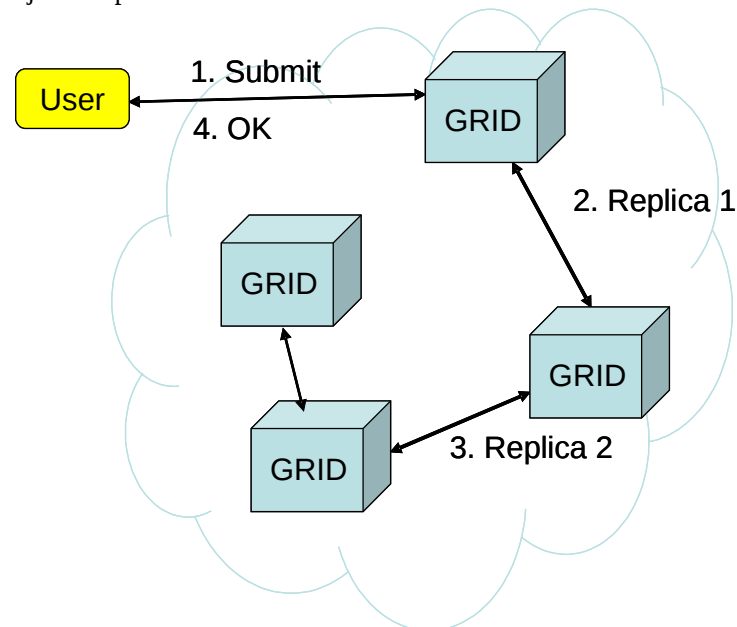 1. Submit
User
GRID
4. OK
2. Replica 1
GRID
GRID
3. Replica 2
GRID